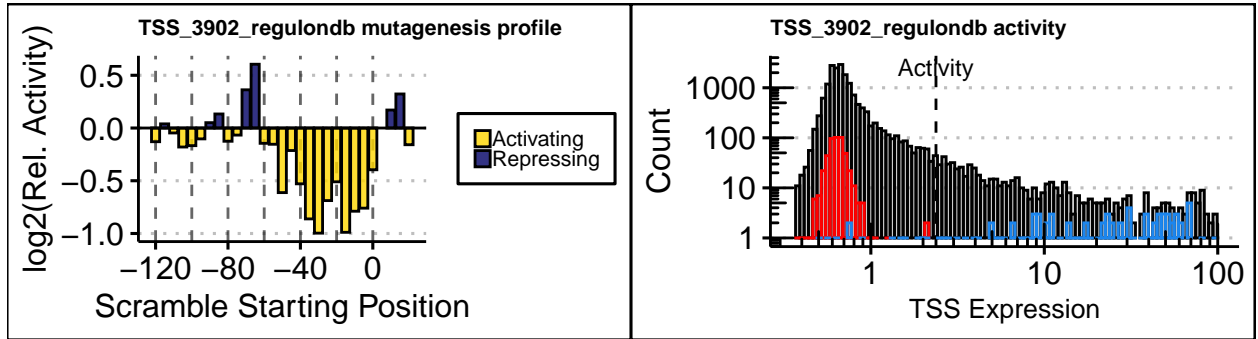 TSS_3902_regulondb mutagenesis profile
log2(Rel. Activity)
0.5
0.0
−0.5
−1.0
−120 −80 −40 0
Scramble Starting Position
Activating
Repressing
TSS_3902_regulondb activity
Activity
Count
1000
100
10
1
1 10 100
TSS Expression